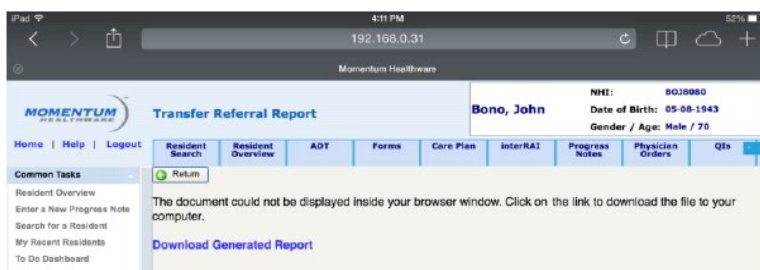 iPad 4:11 PM 52%
192.168.0.31
Momentum Healthware
MOMENTUM
HEALTHWARE
Transfer Referral Report
Bono, John
NHI: BOJ8080
Date of Birth: 05-08-1943
Gender / Age: Male / 70
Home | Help | Logout
Resident Search Resident Overview ADT Forms Care Plan interRAI Progress Notes Physician Orders QIs
Common Tasks
Return
Resident Overview
Enter a New Progress Note
Search for a Resident
My Recent Residents
To Do Dashboard
The document could not be displayed inside your browser window. Click on the link to download the file to your
computer.
Download Generated Report